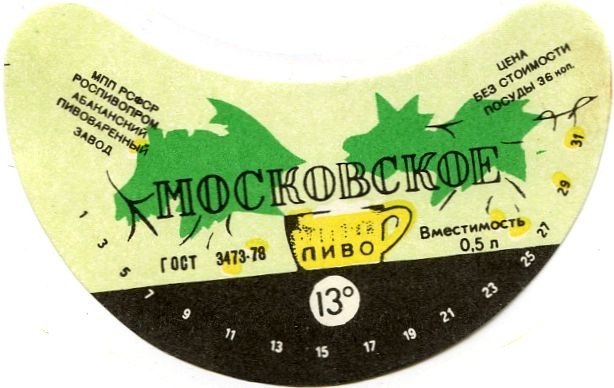 МПП РСФСР
РОСПИВОПРОМ
АБАКАНСКИЙ
ПИВОВАРЕННЫЙ
ЗАВОД
ЦЕНА
БЕЗ СТОИМОСТИ
ПОСУДЫ 36 коп.
МОСКОВСКОЕ
ПИВО
ГОСТ 3473-78
Вместимость
0,5 л
13°
1 3 5 7 9 11 13 15 17 19 21 23 25 27 29 31